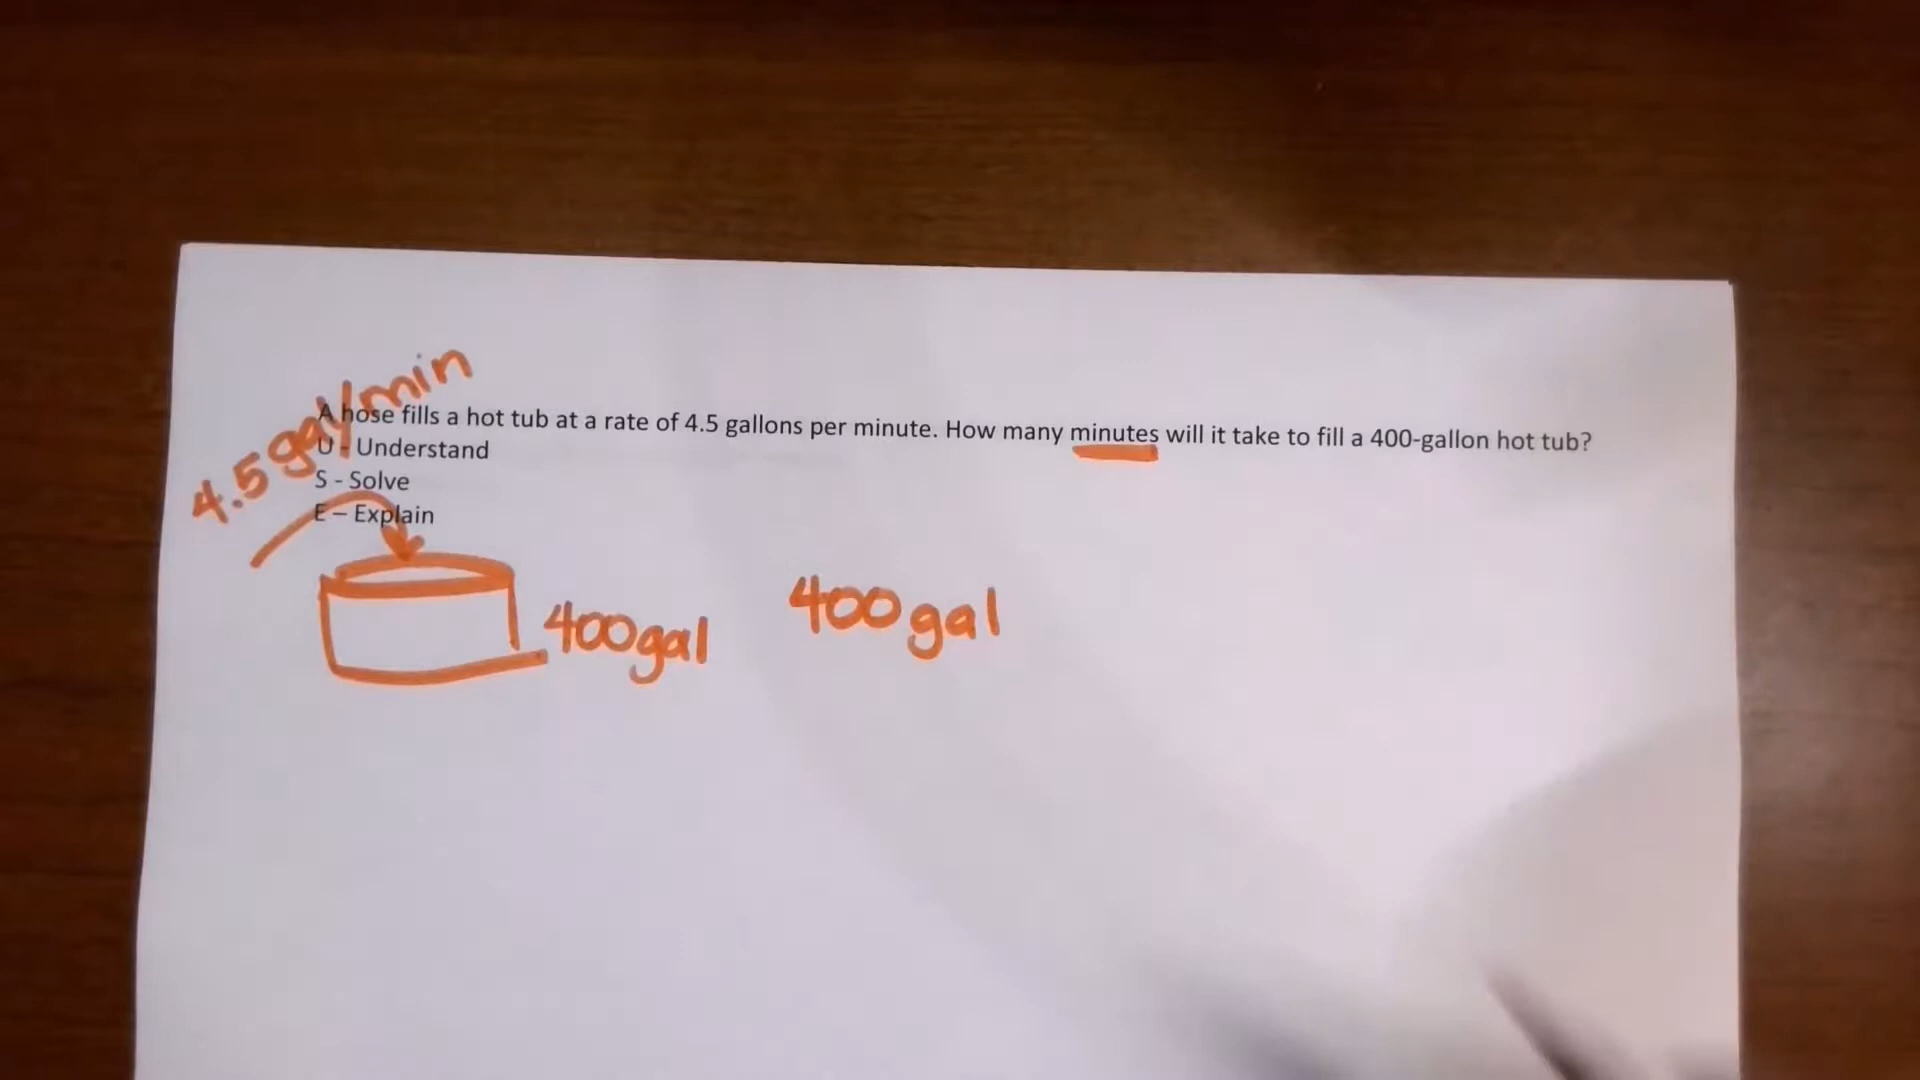 4.5 gal/min
A hose fills a hot tub at a rate of 4.5 gallons per minute. How many minutes will it take to fill a 400-gallon hot tub?
U - Understand
S - Solve
E – Explain
400gal
400gal